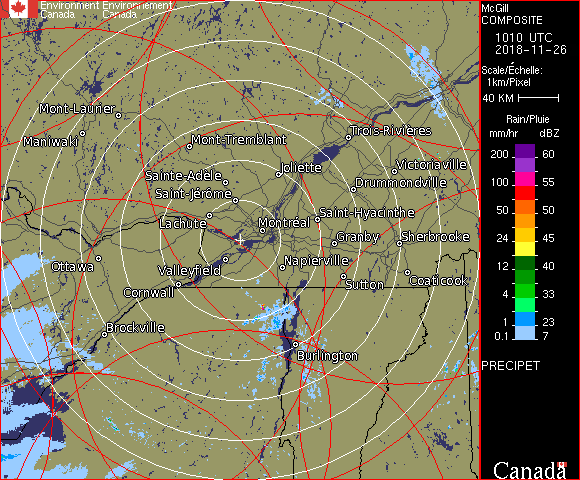 Environment Environnement
Canada Canada
McGill
COMPOSITE
1010 UTC
2018-11-26
Scale/Échelle:
1km/Pixel
40 KM
Rain/Pluie
mm/hr dBZ
200 60
100 55
50 50
24 45
12 40
4 33
1 23
0.1 7
PRECIPET
Mont-Laurier
Maniwaki
Trois-Rivières
Mont-Tremblant
Joliette
Victoriaville
Sainte-Adèle
Drummondville
Saint-Jérôme
Saint-Hyacinthe
Lachute
Montréal
Granby
Sherbrooke
Ottawa
Valleyfield
Napierville
Sutton
Coaticook
Cornwall
Brockville
Burlington
Canada